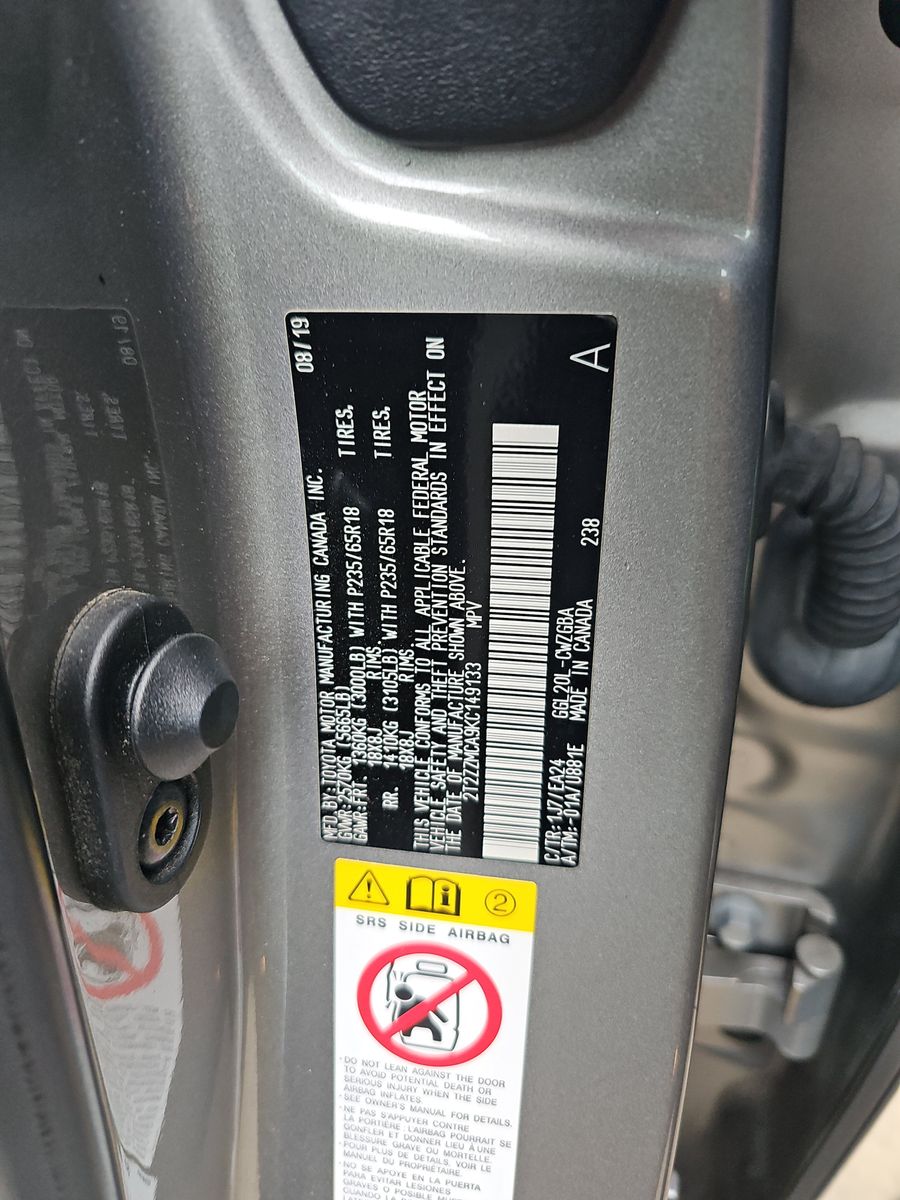 MFD.BY:TOYOTA MOTOR MANUFACTURING CANADA INC. 08/19
GVWR:2570KG (5665LB)
GAWR:FRT. 1360KG (3000LB) WITH P235/65R18 TIRES,
18X8J RIMS
RR. 1410KG (3105LB) WITH P235/65R18 TIRES,
18X8J RIMS
THIS VEHICLE CONFORMS TO ALL APPLICABLE FEDERAL MOTOR
VEHICLE SAFETY AND THEFT PREVENTION STANDARDS IN EFFECT ON
THE DATE OF MANUFACTURE SHOWN ABOVE.
2T2ZZMCA9KC149133 MPV
A
C/TR:1J7/EA24 GGL20L-CWZGBA 238
A/TM:-01A/U881E MADE IN CANADA
2
SRS SIDE AIRBAG
·DO NOT LEAN AGAINST THE DOOR
TO AVOID POTENTIAL DEATH OR
SERIOUS INJURY WHEN THE SIDE
AIRBAG INFLATES.
·SEE OWNER'S MANUAL FOR DETAILS.
·NE PAS S'APPUYER CONTRE
LA PORTIÈRE: L'AIRBAG POURRAIT SE
GONFLER ET DONNER LIEU À UNE
BLESSURE GRAVE OU MORTELLE.
·POUR PLUS DE DETAILS, VOIR LE
MANUEL DU PROPRIÉTAIRE.
·NO SE APOYE EN LA PUERTA
PARA EVITAR LESIONES
GRAVES O POSIBLE